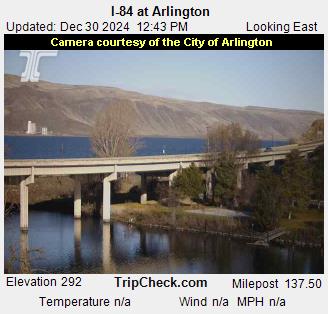 I-84 at Arlington
Updated: Dec 30 2024 12:43 PM Looking East
Camera courtesy of the City of Arlington
Elevation 292 TripCheck.com Milepost 137.50
Temperature n/a Wind n/a MPH n/a